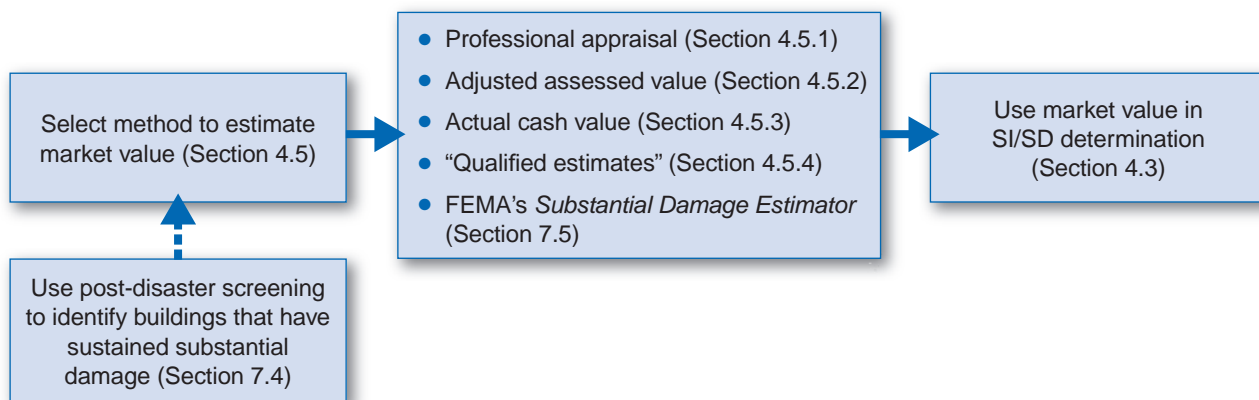 Select method to estimate
market value (Section 4.5)
Use post-disaster screening
to identify buildings that have
sustained substantial
damage (Section 7.4)
• Professional appraisal (Section 4.5.1)
• Adjusted assessed value (Section 4.5.2)
• Actual cash value (Section 4.5.3)
• “Qualified estimates” (Section 4.5.4)
• FEMA’s Substantial Damage Estimator
(Section 7.5)
Use market value in
SI/SD determination
(Section 4.3)